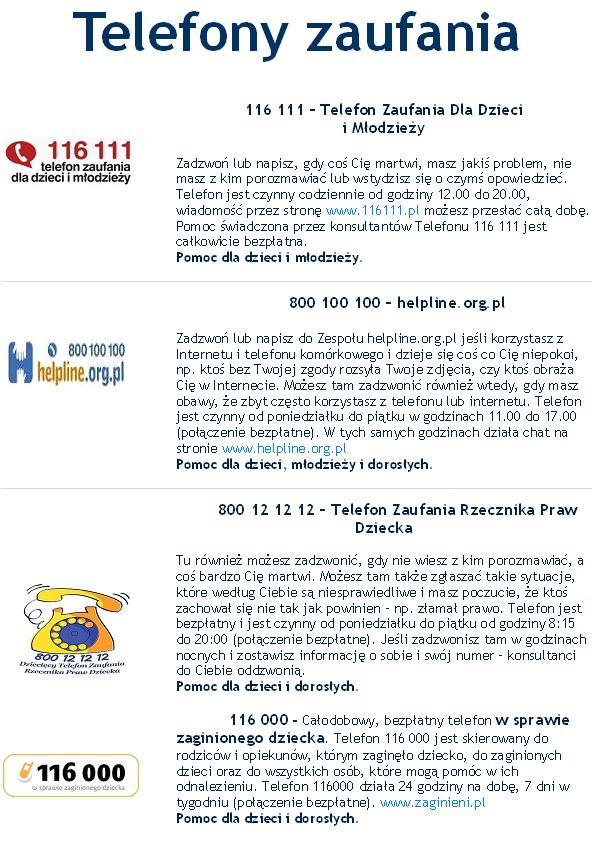 Telefony zaufania
116 111 – Telefon Zaufania Dla Dzieci
i Młodzieży
116 111
telefon zaufania
dla dzieci i młodzieży
Zadzwoń lub napisz, gdy coś Cię martwi, masz jakiś problem, nie
masz z kim porozmawiać lub wstydzisz się o czymś opowiedzieć.
Telefon jest czynny codziennie od godziny 12.00 do 20.00,
wiadomość przez stronę www.116111.pl możesz przesłać całą dobę.
Pomoc świadczona przez konsultantów Telefonu 116 111 jest
całkowicie bezpłatna.
Pomoc dla dzieci i młodzieży.
800 100 100 – helpline.org.pl
800 100 100
helpline.org.pl
Zadzwoń lub napisz do Zespołu helpline.org.pl jeśli korzystasz z
Internetu i telefonu komórkowego i dzieje się coś co Cię niepokoi,
np. ktoś bez Twojej zgody rozsyła Twoje zdjęcia, czy ktoś obraża
Cię w Internecie. Możesz tam zadzwonić również wtedy, gdy masz
obawy, że zbyt często korzystasz z telefonu lub internetu. Telefon
jest czynny od poniedziałku do piątku w godzinach 11.00 do 17.00
(połączenie bezpłatne). W tych samych godzinach działa chat na
stronie www.helpline.org.pl
Pomoc dla dzieci, młodzieży i dorosłych.
800 12 12 12 – Telefon Zaufania Rzecznika Praw
Dziecka
Tu również możesz zadzwonić, gdy nie wiesz z kim porozmawiać, a
coś bardzo Cię martwi. Możesz tam także zgłaszać takie sytuacje,
które według Ciebie są niesprawiedliwe i masz poczucie, że ktoś
zachował się nie tak jak powinien – np. złamał prawo. Telefon jest
bezpłatny i jest czynny od poniedziałku do piątku od godziny 8:15
do 20:00 (połączenie bezpłatne). Jeśli zadzwonisz tam w godzinach
nocnych i zostawisz informację o sobie i swój numer – konsultanci
do Ciebie oddzwonią.
Pomoc dla dzieci i dorosłych.
800 12 12 12
Dziecięcy Telefon Zaufania
Rzecznika Praw Dziecka
116 000 – Całodobowy, bezpłatny telefon w sprawie
zaginionego dziecka. Telefon 116 000 jest skierowany do
rodziców i opiekunów, którym zaginęło dziecko, do zaginionych
dzieci oraz do wszystkich osób, które mogą pomóc w ich
odnalezieniu. Telefon 116000 działa 24 godziny na dobę, 7 dni w
tygodniu (połączenie bezpłatne). www.zaginieni.pl
Pomoc dla dzieci i dorosłych.
116 000
w sprawie zaginionego dziecka